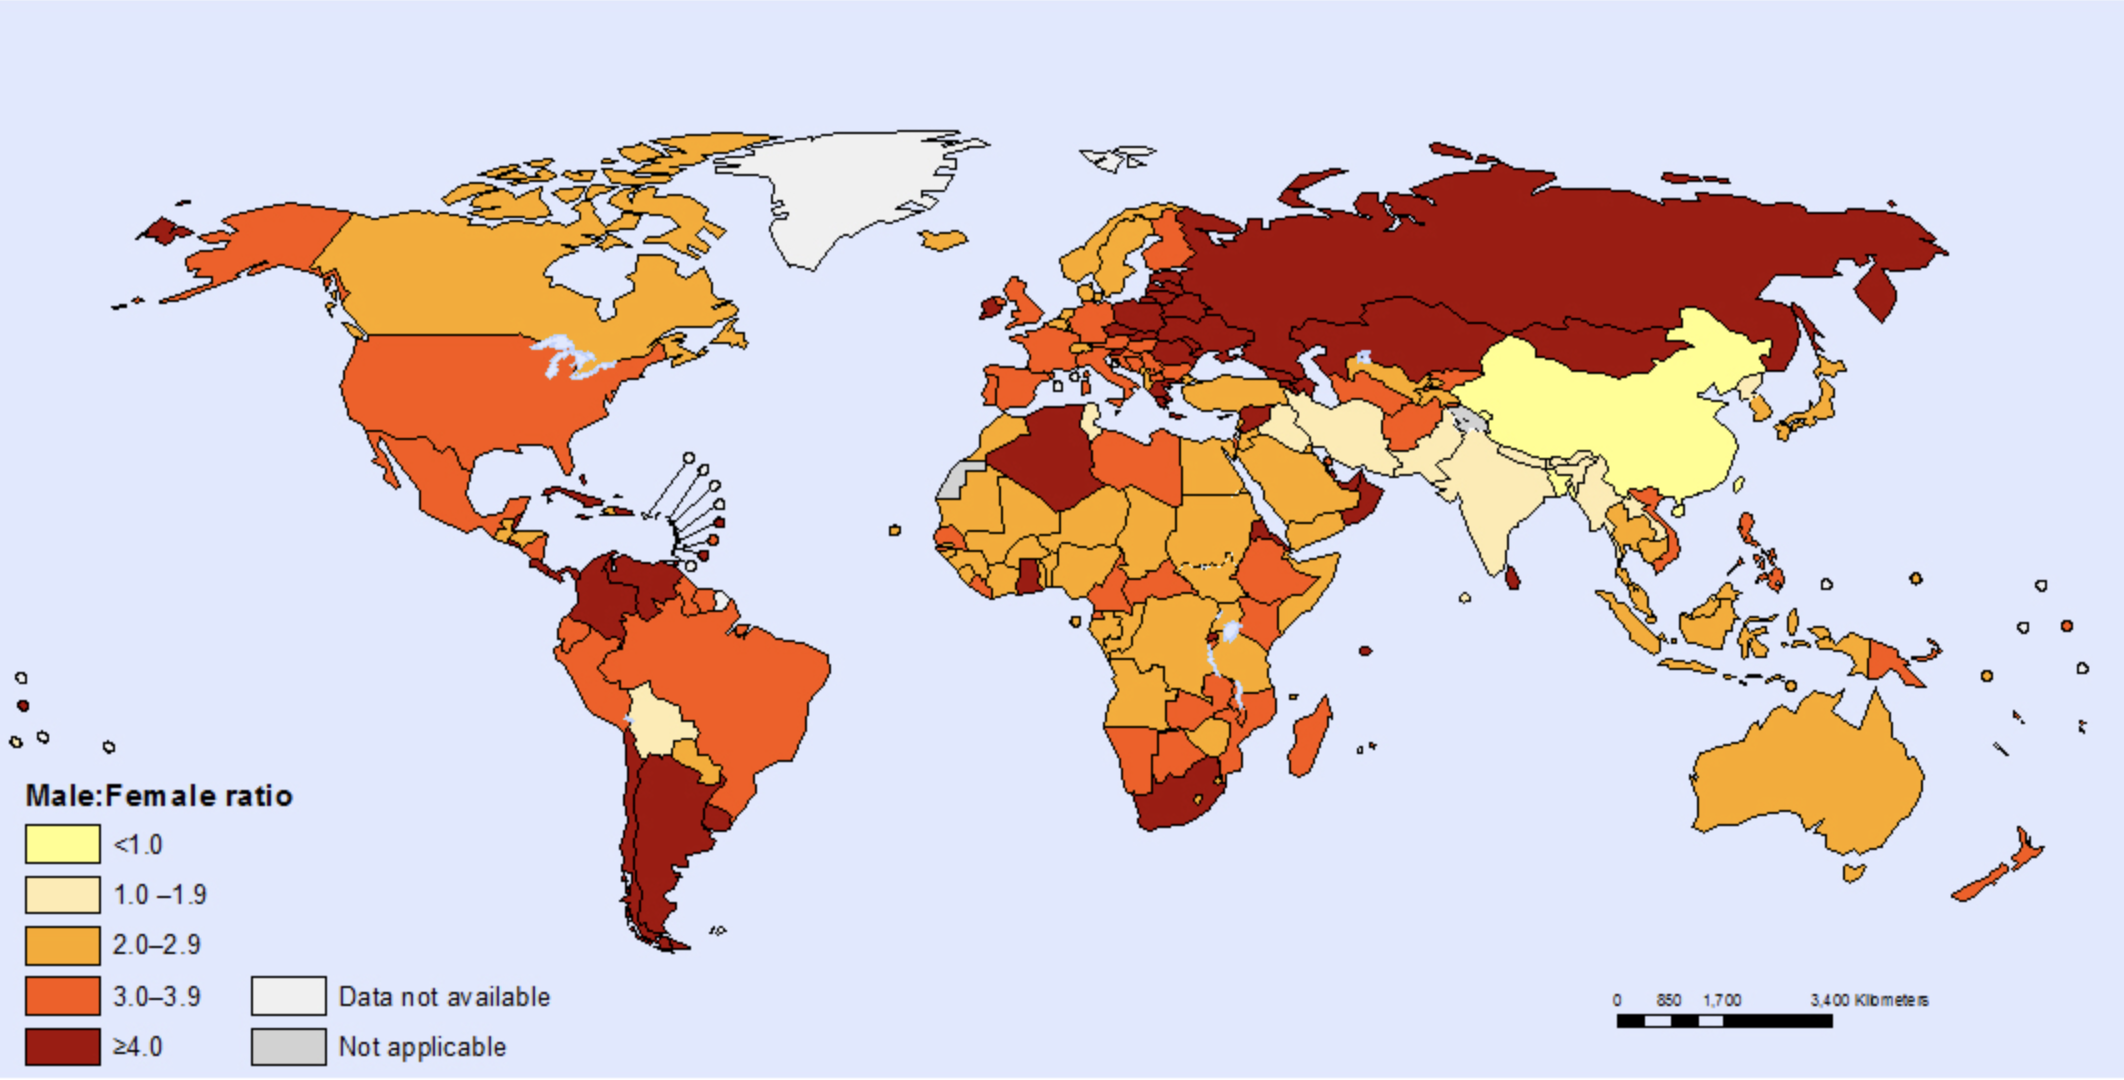 Male:Female ratio
<1.0
1.0 –1.9
2.0–2.9
3.0–3.9
≥4.0
Data not available
Not applicable
0 850 1,700 3,400 Kilometers